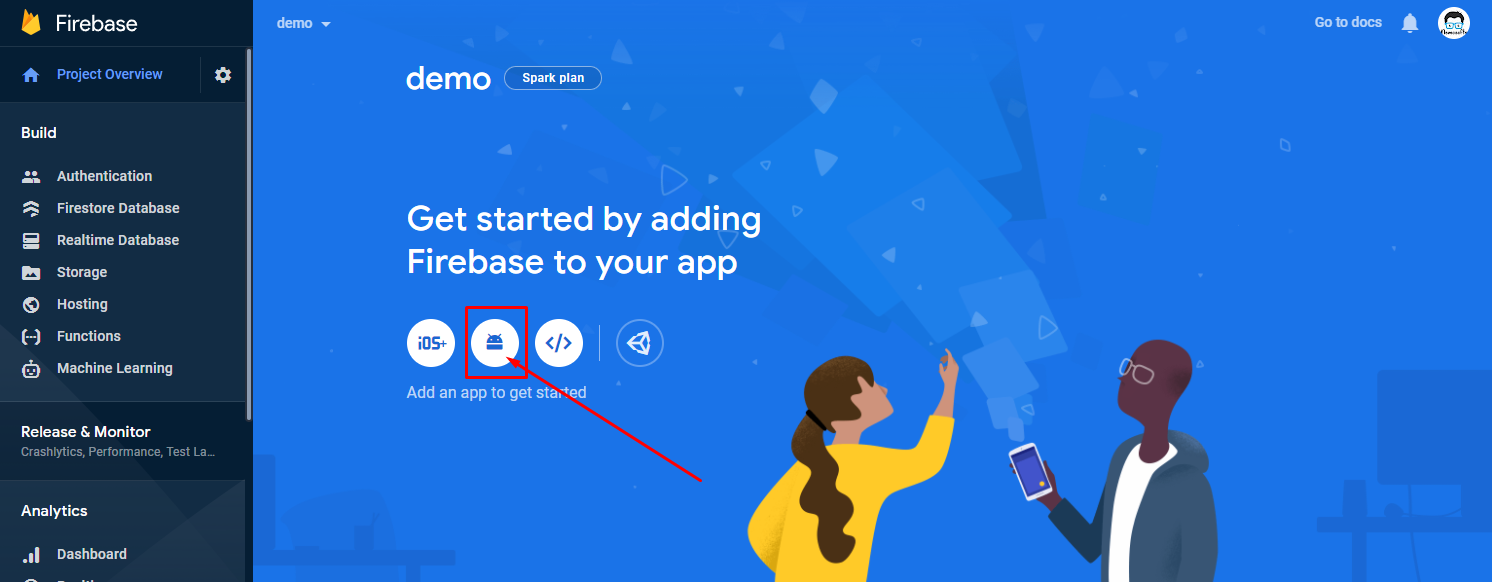 Firebase
Project Overview
Build
Authentication
Firestore Database
Realtime Database
Storage
Hosting
Functions
Machine Learning
Release & Monitor
Crashlytics, Performance, Test La...
Analytics
Dashboard
demo
Go to docs
demo
Spark plan
Get started by adding
Firebase to your app
iOS+
</>
Add an app to get started